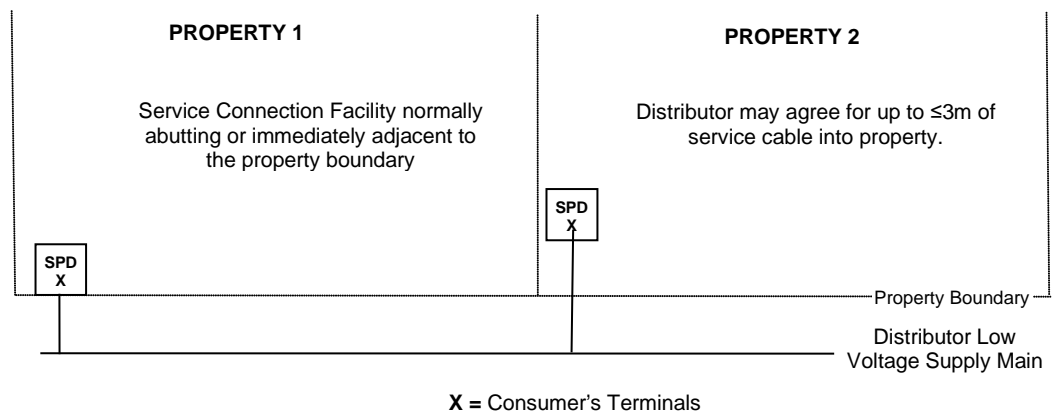 PROPERTY 1
PROPERTY 2
Service Connection Facility normally
abutting or immediately adjacent to
the property boundary
Distributor may agree for up to ≤3m of
service cable into property.
SPD
X
SPD
X
Property Boundary
Distributor Low
Voltage Supply Main
X = Consumer's Terminals